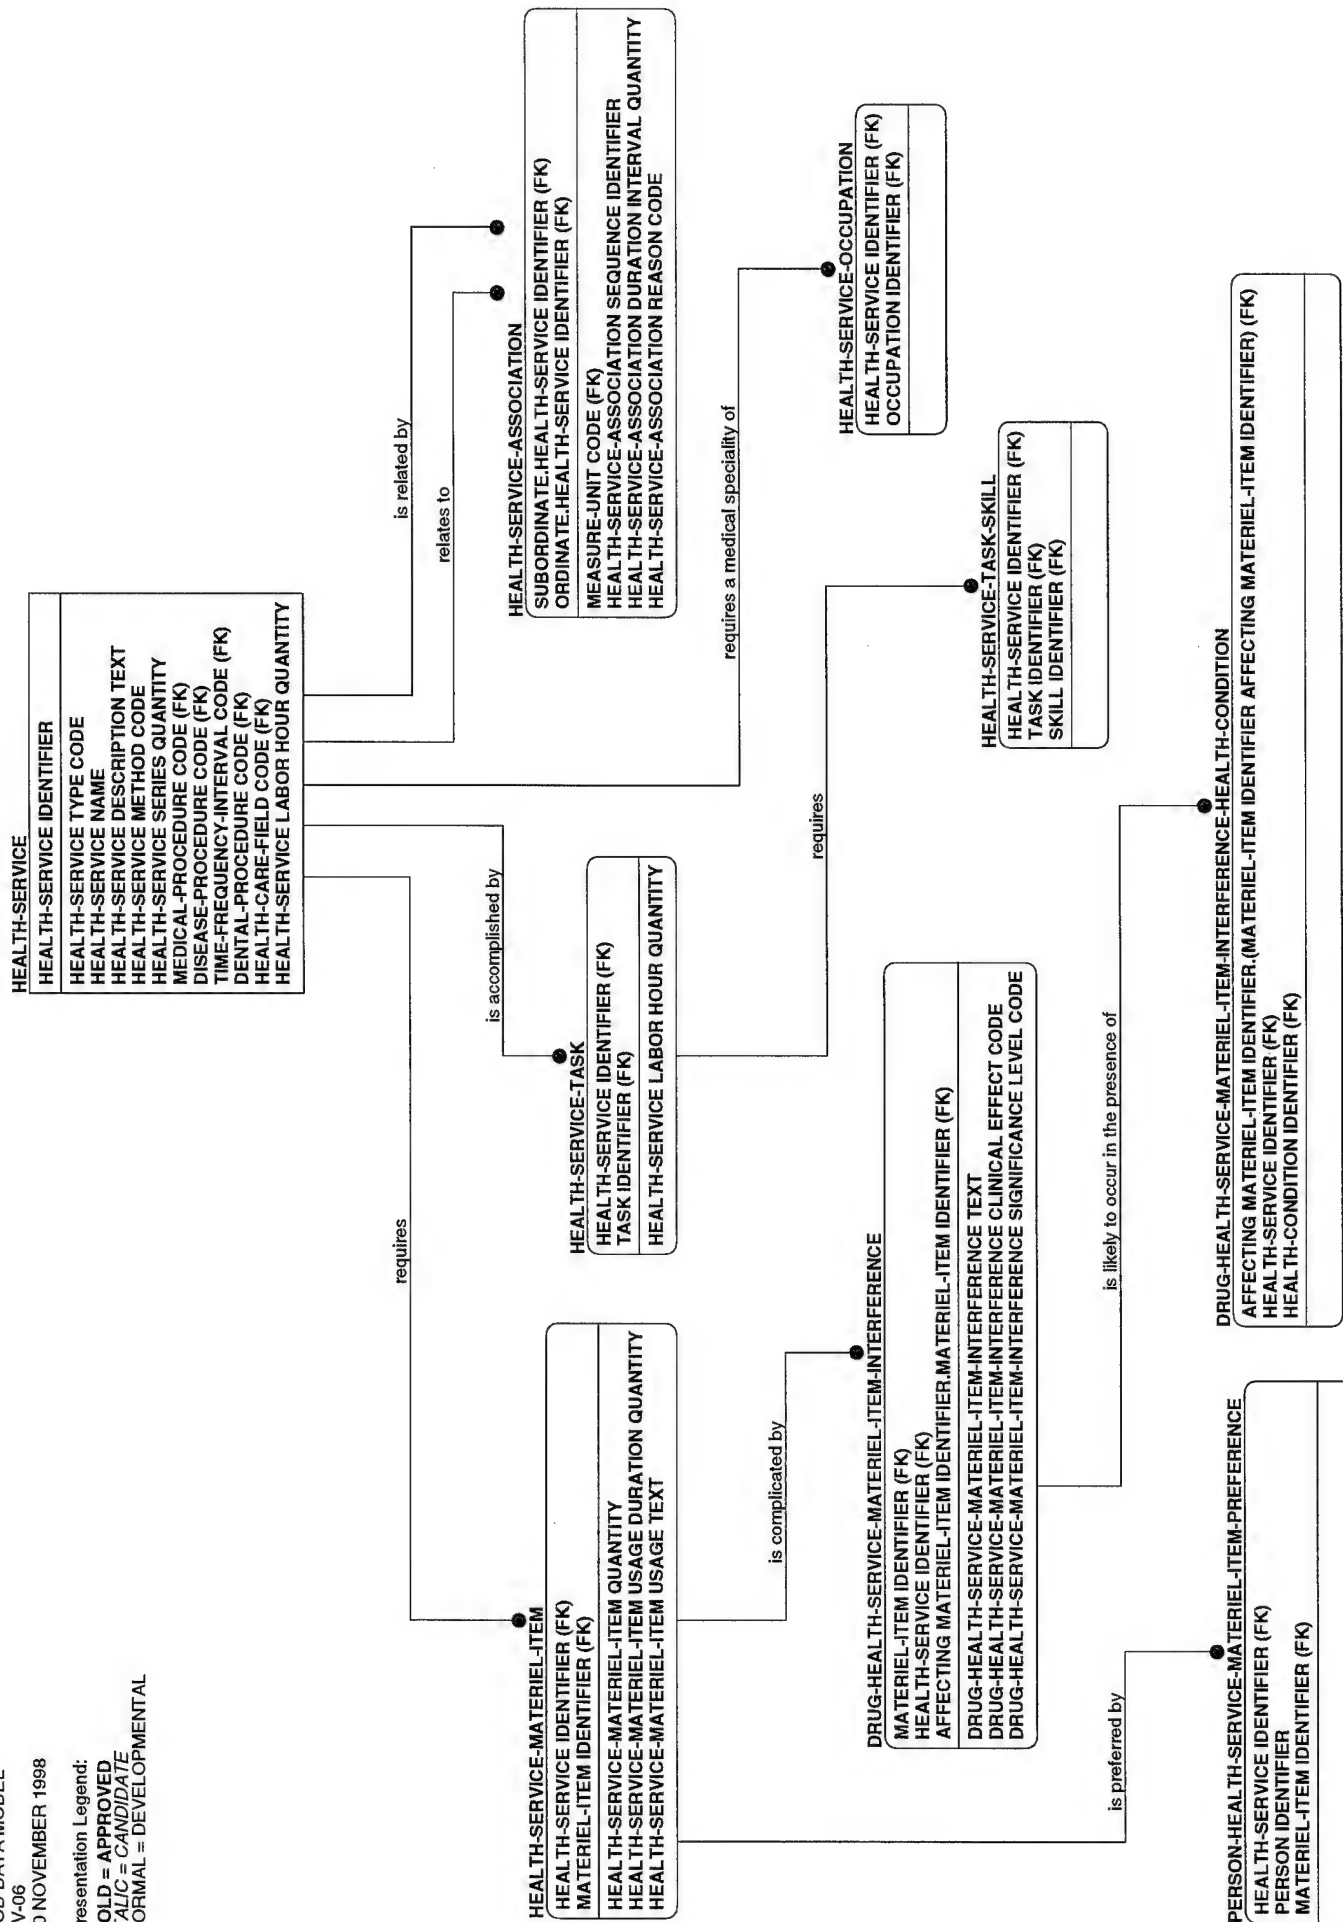 V-06
NOVEMBER 1998
resentation Legend:
OLD = APPROVED
TALIC = CANDIDATE
ORMAL = DEVELOPMENTAL
HEALTH-SERVICE
HEALTH-SERVICE IDENTIFIER
HEALTH-SERVICE TYPE CODE
HEALTH-SERVICE NAME
HEALTH-SERVICE DESCRIPTION TEXT
HEALTH-SERVICE METHOD CODE
HEALTH-SERVICE SERIES QUANTITY
MEDICAL-PROCEDURE CODE (FK)
DISEASE-PROCEDURE CODE (FK)
TIME-FREQUENCY-INTERVAL CODE (FK)
DENTAL-PROCEDURE CODE (FK)
HEALTH-CARE-FIELD CODE (FK)
HEALTH-SERVICE LABOR HOUR QUANTITY
requires
is accomplished by
is related by
relates to
HEALTH-SERVICE-MATERIEL-ITEM
HEALTH-SERVICE IDENTIFIER (FK)
MATERIEL-ITEM IDENTIFIER (FK)
HEALTH-SERVICE-MATERIEL-ITEM QUANTITY
HEALTH-SERVICE-MATERIEL-ITEM USAGE DURATION QUANTITY
HEALTH-SERVICE-MATERIEL-ITEM USAGE TEXT
HEALTH-SERVICE-TASK
HEALTH-SERVICE IDENTIFIER (FK)
TASK IDENTIFIER (FK)
HEALTH-SERVICE LABOR HOUR QUANTITY
HEALTH-SERVICE-ASSOCIATION
SUBORDINATE.HEALTH-SERVICE IDENTIFIER (FK)
ORDINATE.HEALTH-SERVICE IDENTIFIER (FK)
MEASURE-UNIT CODE (FK)
HEALTH-SERVICE-ASSOCIATION SEQUENCE IDENTIFIER
HEALTH-SERVICE-ASSOCIATION DURATION INTERVAL QUANTITY
HEALTH-SERVICE-ASSOCIATION REASON CODE
requires a medical speciality of
is complicated by
requires
HEALTH-SERVICE-OCCUPATION
HEALTH-SERVICE IDENTIFIER (FK)
OCCUPATION IDENTIFIER (FK)
DRUG-HEALTH-SERVICE-MATERIEL-ITEM-INTERFERENCE
MATERIEL-ITEM IDENTIFIER (FK)
HEALTH-SERVICE IDENTIFIER (FK)
AFFECTING MATERIEL-ITEM IDENTIFIER.MATERIEL-ITEM IDENTIFIER (FK)
DRUG-HEALTH-SERVICE-MATERIEL-ITEM-INTERFERENCE TEXT
DRUG-HEALTH-SERVICE-MATERIEL-ITEM-INTERFERENCE CLINICAL EFFECT CODE
DRUG-HEALTH-SERVICE-MATERIEL-ITEM-INTERFERENCE SIGNIFICANCE LEVEL CODE
HEALTH-SERVICE-TASK-SKILL
HEALTH-SERVICE IDENTIFIER (FK)
TASK IDENTIFIER (FK)
SKILL IDENTIFIER (FK)
is preferred by
is likely to occur in the presence of
PERSON-HEALTH-SERVICE-MATERIEL-ITEM-PREFERENCE
HEALTH-SERVICE IDENTIFIER (FK)
PERSON IDENTIFIER
MATERIEL-ITEM IDENTIFIER (FK)
DRUG-HEALTH-SERVICE-MATERIEL-ITEM-INTERFERENCE-HEALTH-CONDITION
AFFECTING MATERIEL-ITEM IDENTIFIER.(MATERIEL-ITEM IDENTIFIER AFFECTING MATERIEL-ITEM IDENTIFIER) (FK)
HEALTH-SERVICE IDENTIFIER (FK)
HEALTH-CONDITION IDENTIFIER (FK)